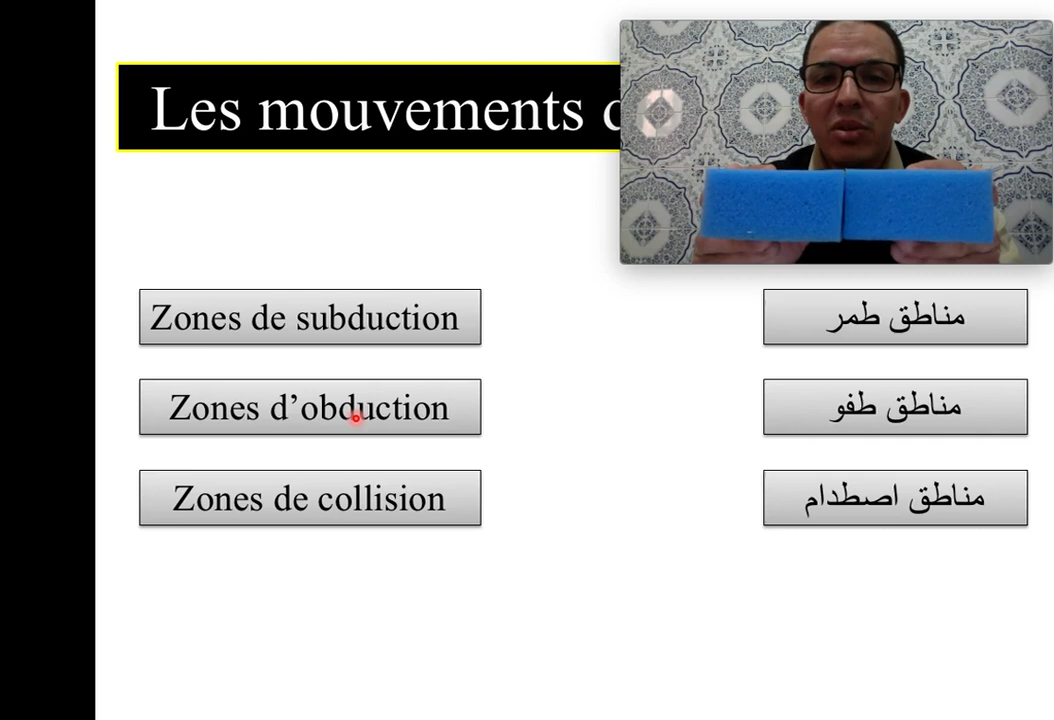 Les mouvements
Zones de subduction
مناطق طمر
Zones d’obduction
مناطق طفو
Zones de collision
مناطق اصطدام